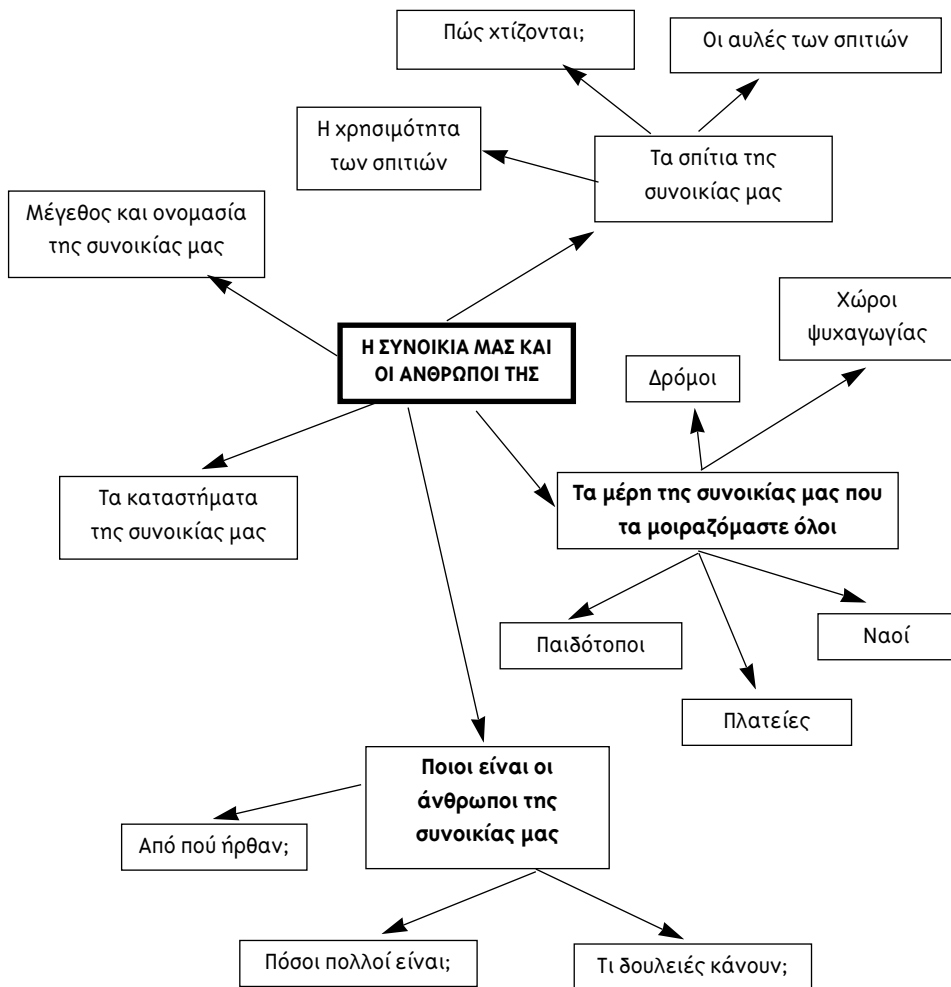 Πώς χτίζονται;
Οι αυλές των σπιτιών
Η χρησιμότητα
των σπιτιών
Τα σπίτια της
συνοικίας μας
Μέγεθος και ονομασία
της συνοικίας μας
Χώροι
ψυχαγωγίας
Η ΣΥΝΟΙΚΙΑ ΜΑΣ ΚΑΙ
ΟΙ ΑΝΘΡΩΠΟΙ ΤΗΣ
Δρόμοι
Τα καταστήματα
της συνοικίας μας
Τα μέρη της συνοικίας μας που
τα μοιραζόμαστε όλοι
Παιδότοποι
Ναοί
Πλατείες
Ποιοι είναι οι
άνθρωποι της
συνοικίας μας
Από πού ήρθαν;
Πόσοι πολλοί είναι;
Τι δουλειές κάνουν;